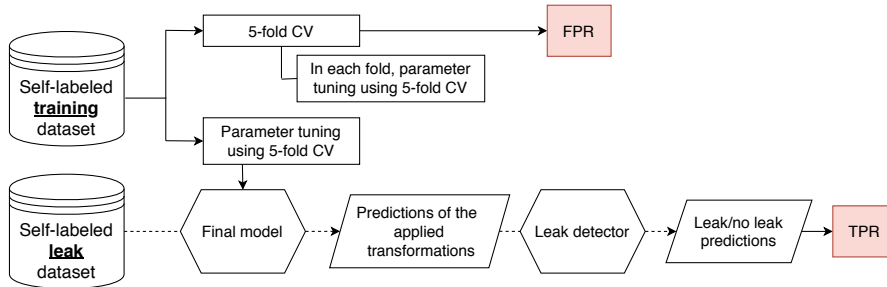 5-fold CV
FPR
In each fold, parameter
tuning using 5-fold CV
Self-labeled
training
dataset
Parameter tuning
using 5-fold CV
Self-labeled
leak
dataset
Final model
Predictions of the
applied
transformations
Leak detector
Leak/no leak
predictions
TPR